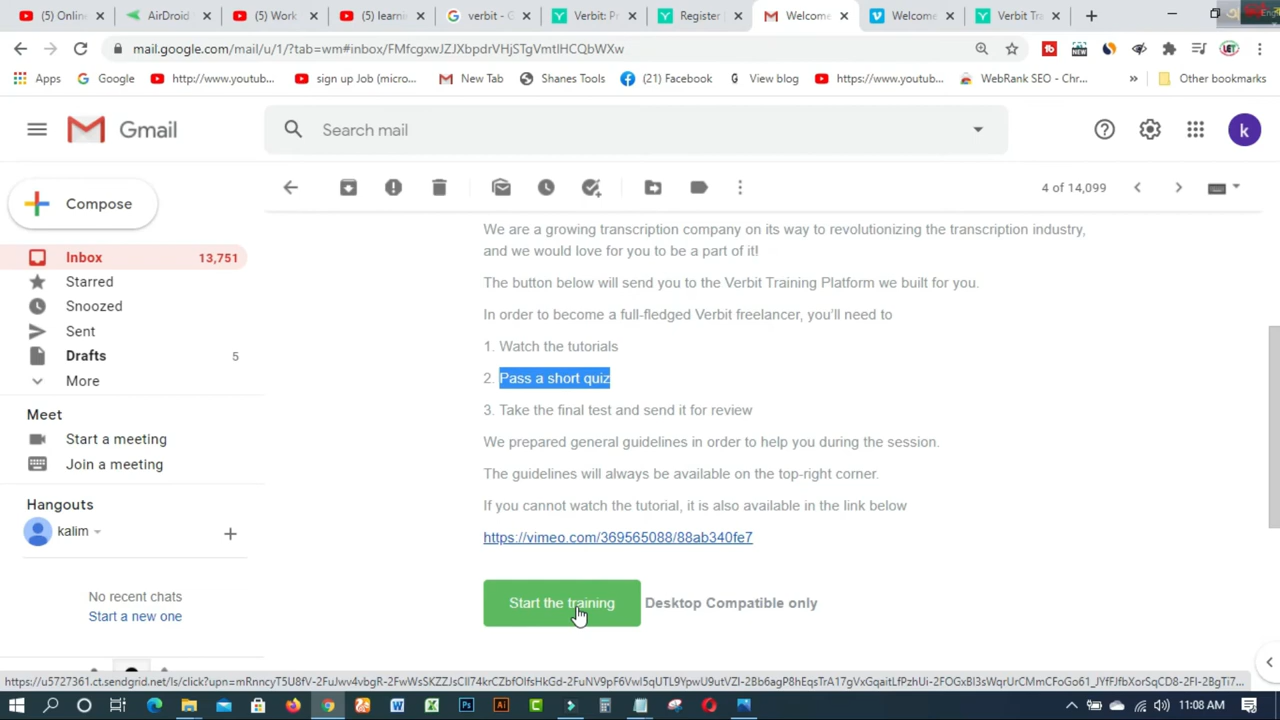 (5) Online
AirDroid
(5) Work
(5) learn
verbit - G
Verbit: Pr
Register
Welcome
Welcome
Verbit Tra
mail.google.com/mail/u/1/?tab=wm#inbox/FMfcgxwJZJXbpdrVHjSTgVmtlHCQbWXw
Apps
Google
http://www.youtub...
sign up Job (micro...
New Tab
Shanes Tools
(21) Facebook
View blog
https://www.youtub...
WebRank SEO - Chr...
»
Other bookmarks
Gmail
Search mail
k
Compose
4 of 14,099
Inbox 13,751
Starred
Snoozed
Sent
Drafts 5
More
Meet
Start a meeting
Join a meeting
Hangouts
kalim
No recent chats
Start a new one
We are a growing transcription company on its way to revolutionizing the transcription industry,
and we would love for you to be a part of it!
The button below will send you to the Verbit Training Platform we built for you.
In order to become a full-fledged Verbit freelancer, you'll need to
1. Watch the tutorials
2. Pass a short quiz
3. Take the final test and send it for review
We prepared general guidelines in order to help you during the session.
The guidelines will always be available on the top-right corner.
If you cannot watch the tutorial, it is also available in the link below
https://vimeo.com/369565088/88ab340fe7
Start the training
Desktop Compatible only
11:08 AM